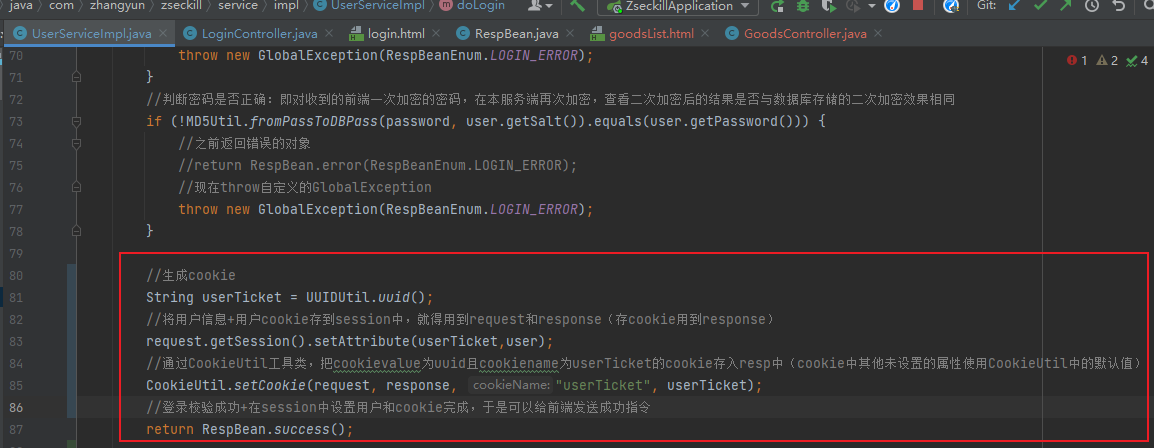 java › com › zhangyun › zseckill › service › impl › UserServiceImpl › doLogin
ZseckillApplication
Git:
UserServiceImpl.java
LoginController.java
login.html
RespBean.java
goodsList.html
GoodsController.java
1 2 4
70 throw new GlobalException(RespBeanEnum.LOGIN_ERROR);
71 }
72 //判断密码是否正确：即对收到的前端一次加密的密码，在本服务端再次加密，查看二次加密后的结果是否与数据库存储的二次加密效果相同
73 if (!MD5Util.fromPassToDBPass(password, user.getSalt()).equals(user.getPassword())) {
74 //之前返回错误的对象
75 //return RespBean.error(RespBeanEnum.LOGIN_ERROR);
76 //现在throw自定义的GlobalException
77 throw new GlobalException(RespBeanEnum.LOGIN_ERROR);
78 }
79
80 //生成cookie
81 String userTicket = UUIDUtil.uuid();
82 //将用户信息+用户cookie存到session中，就得用到request和response（存cookie用到response）
83 request.getSession().setAttribute(userTicket,user);
84 //通过CookieUtil工具类，把cookievalue为uuid且cookiename为userTicket的cookie存入resp中（cookie中其他未设置的属性使用CookieUtil中的默认值）
85 CookieUtil.setCookie(request, response, cookieName: "userTicket", userTicket);
86 //登录校验成功+在session中设置用户和cookie完成，于是可以给前端发送成功指令
87 return RespBean.success();